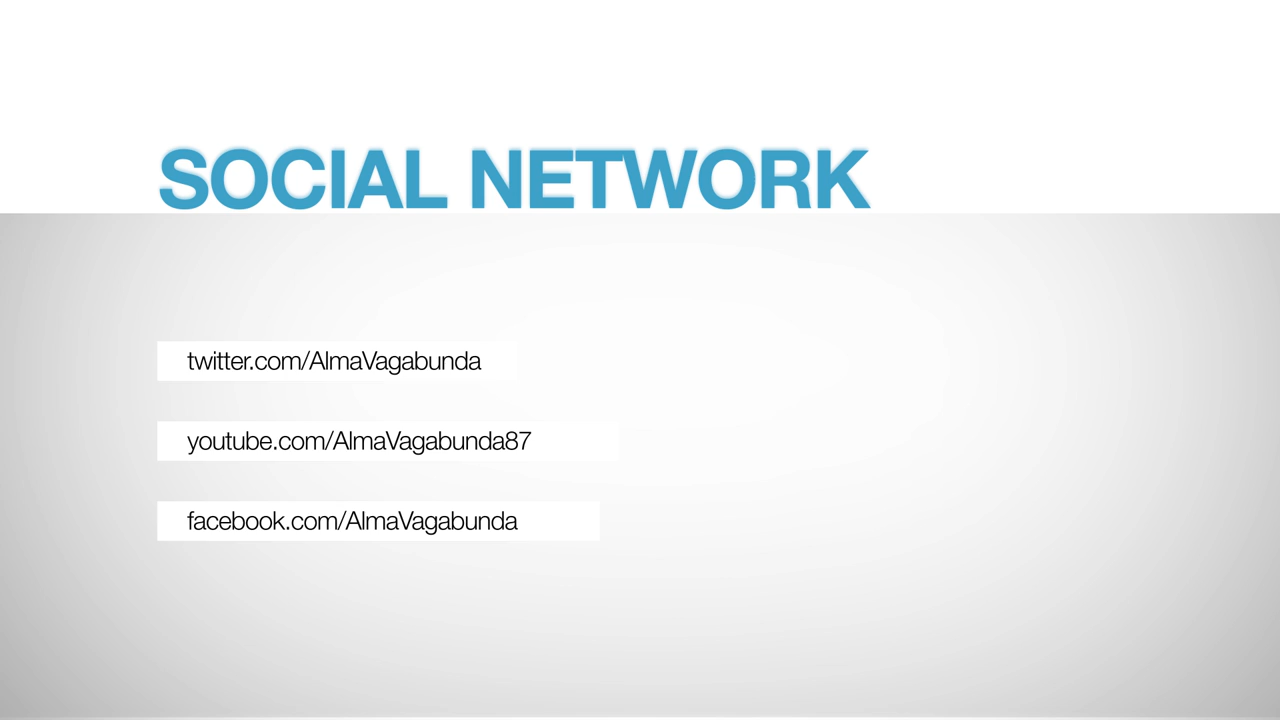 SOCIAL NETWORK
twitter.com/AlmaVagabunda
youtube.com/AlmaVagabunda87
facebook.com/AlmaVagabunda